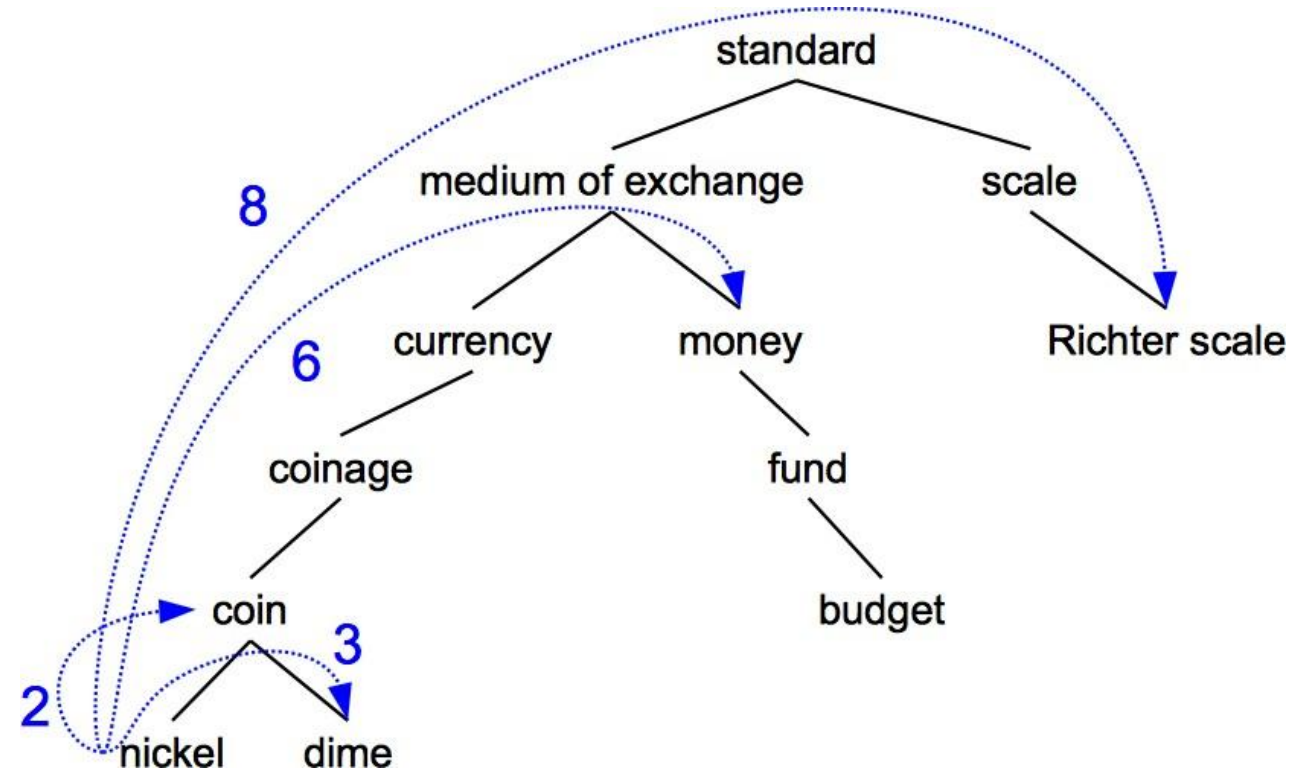 standard
8
medium of exchange scale
6
currency money Richter scale
coinage fund
coin budget
3
2
nickel dime